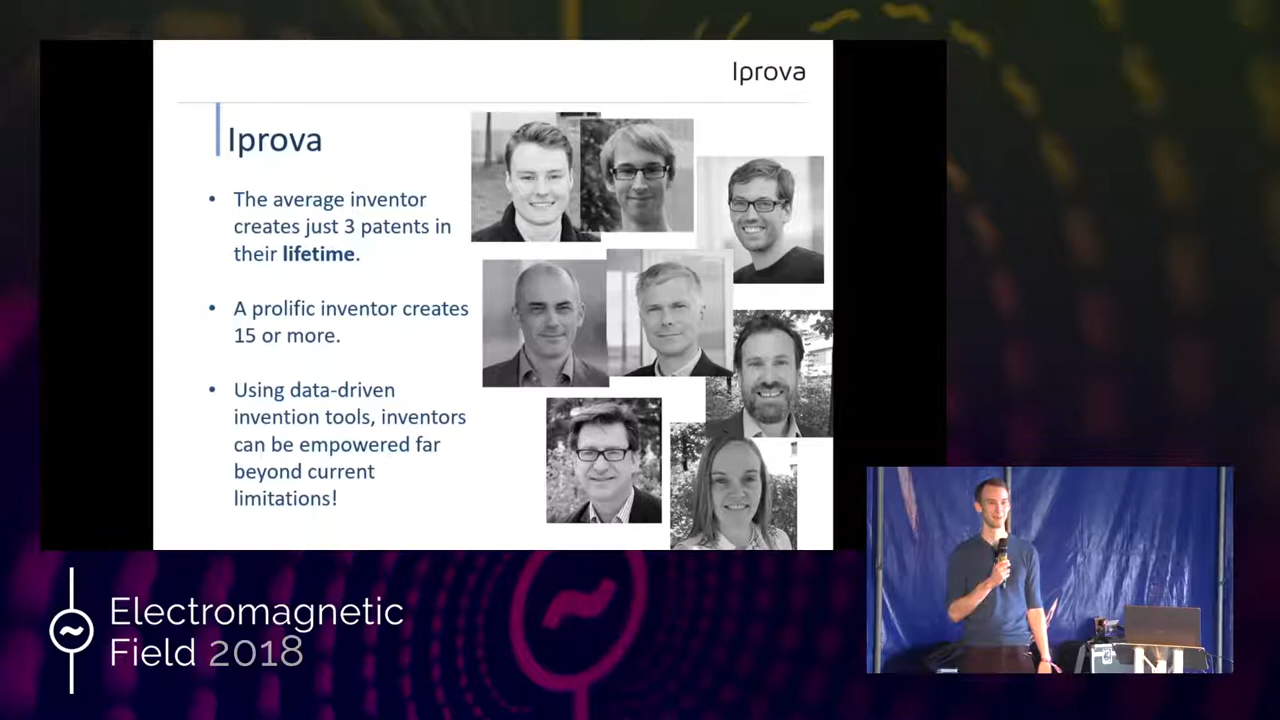 Iprova
Iprova
• The average inventor
creates just 3 patents in
their lifetime.
• A prolific inventor creates
15 or more.
• Using data-driven
invention tools, inventors
can be empowered far
beyond current
limitations!
Electromagnetic
Field 2018